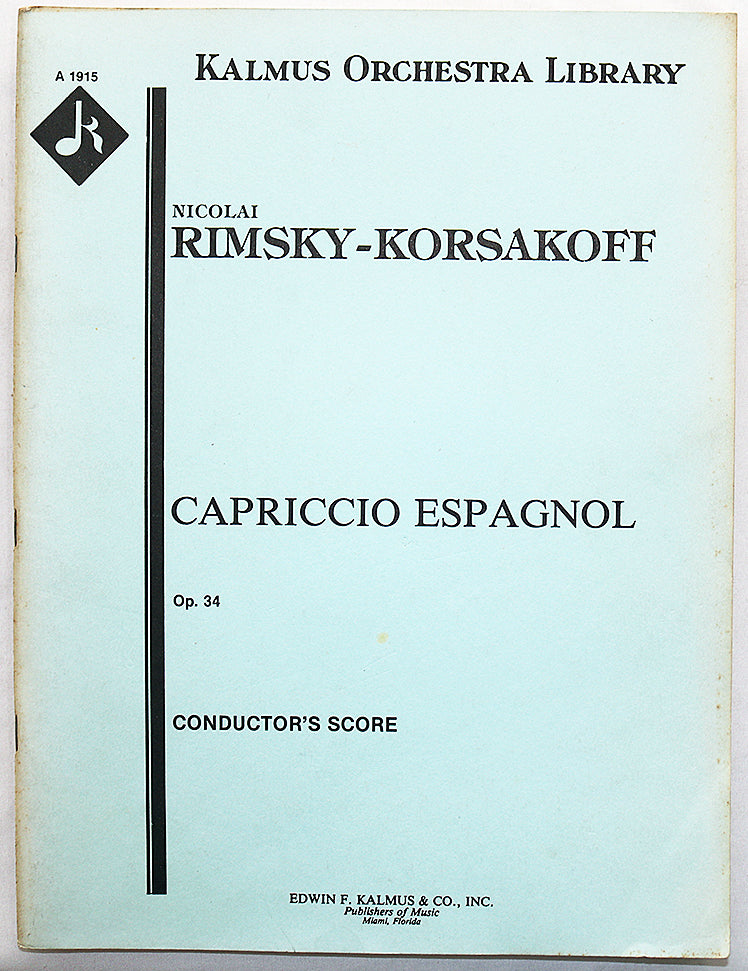 A 1915
KALMUS ORCHESTRA LIBRARY
NICOLAI
RIMSKY-KORSAKOFF
CAPRICCIO ESPAGNOL
Op. 34
CONDUCTOR'S SCORE
EDWIN F. KALMUS & CO., INC.
Publishers of Music
Miami, Florida